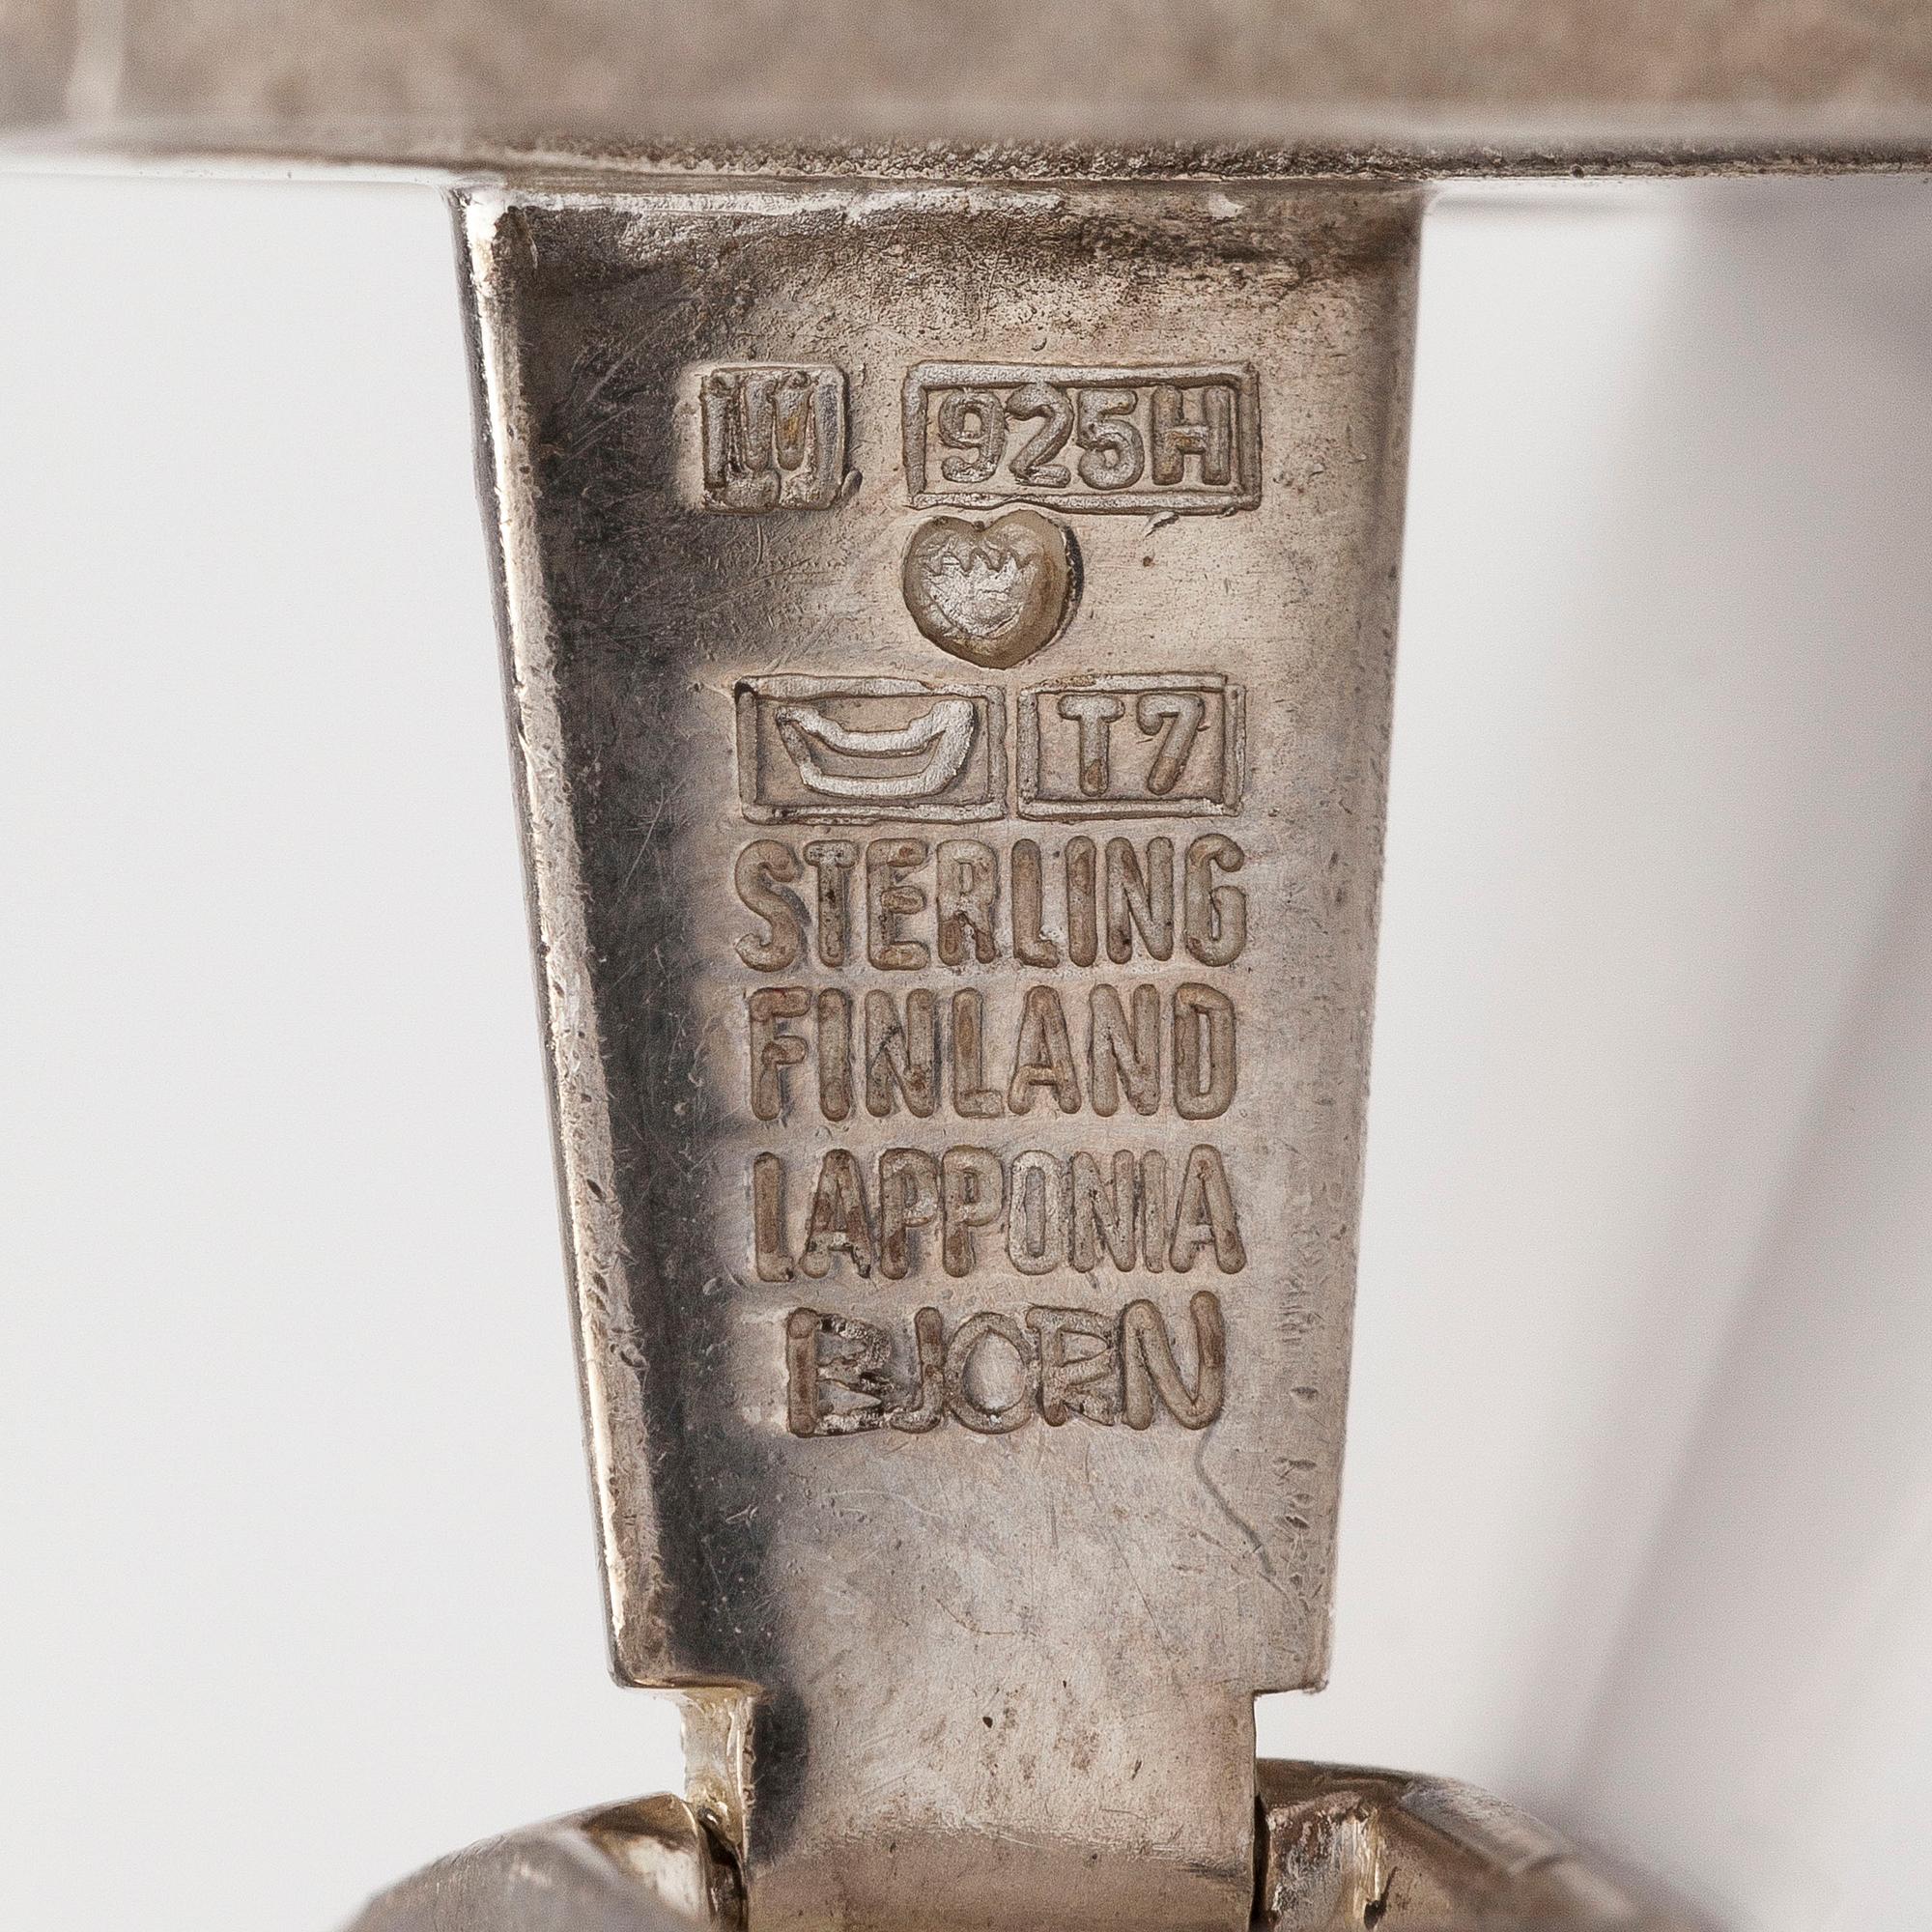 925H
T7
STERLING
FINLAND
LAPPONIA
BJORN